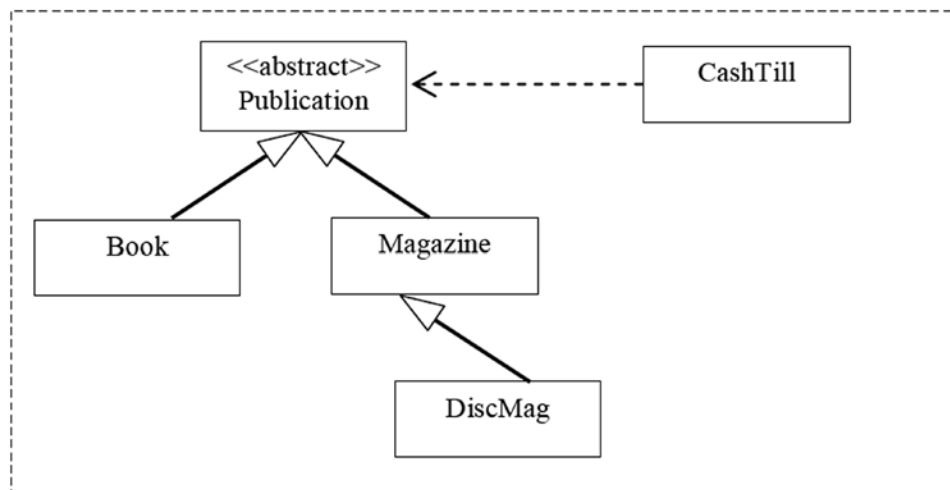 <<abstract>>
Publication
CashTill
Book
Magazine
DiscMag